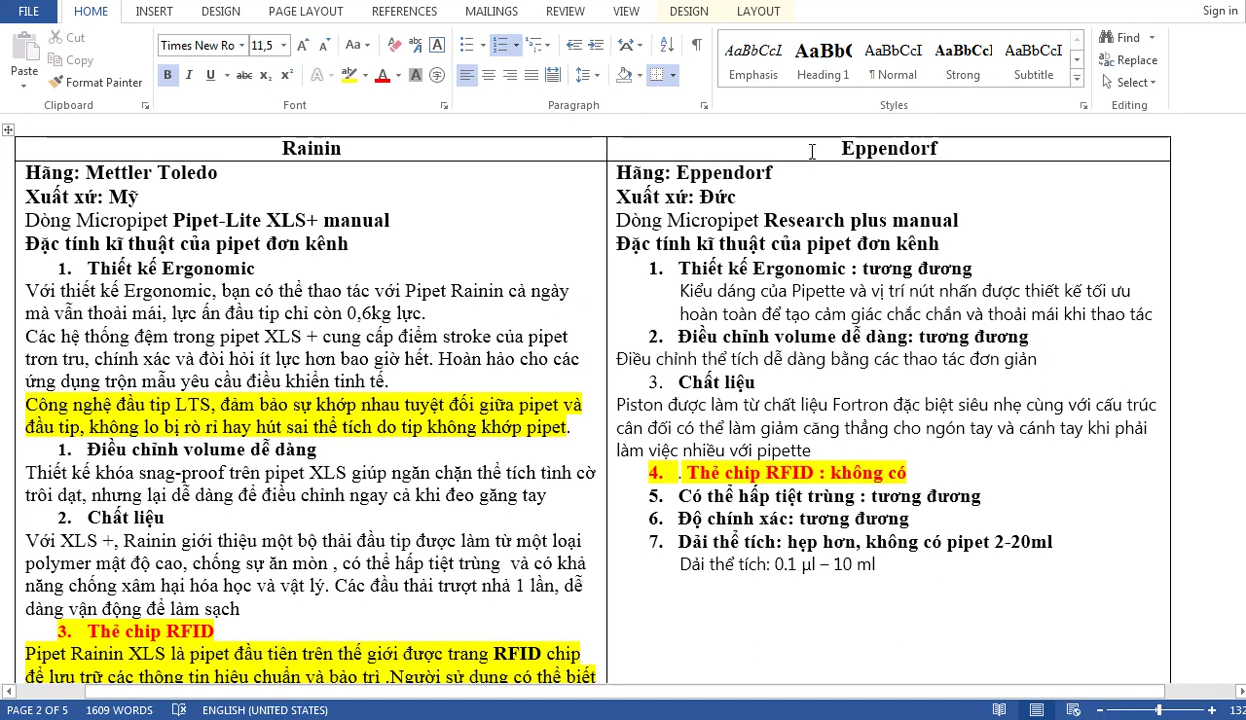 FILE HOME INSERT DESIGN PAGE LAYOUT REFERENCES MAILINGS REVIEW VIEW DESIGN LAYOUT Sign in
Paste
Cut
Copy
Format Painter
Clipboard
Times New Ro 11,5
Font
Paragraph
AaBbCcL AaBb( AaBbCcI AaBbCcI AaBbCcI
Emphasis Heading 1 ¶ Normal Strong Subtitle
Styles
Find
Replace
Select
Editing
Rainin
Hãng: Mettler Toledo
Xuất xứ: Mỹ
Dòng Micropipet Pipet-Lite XLS+ manual
Đặc tính kĩ thuật của pipet đơn kênh
1. Thiết kế Ergonomic
Với thiết kế Ergonomic, bạn có thể thao tác với Pipet Rainin cả ngày
mà vẫn thoải mái, lực ấn đầu tip chỉ còn 0,6kg lực.
Các hệ thống đệm trong pipet XLS + cung cấp điểm stroke của pipet
trơn tru, chính xác và đòi hỏi ít lực hơn bao giờ hết. Hoàn hảo cho các
ứng dụng trộn mẫu yêu cầu điều khiển tinh tế.
Công nghệ đầu tip LTS, đảm bảo sự khớp nhau tuyệt đối giữa pipet và
đầu tip, không lo bị rò rỉ hay hút sai thể tích do tip không khớp pipet.
1. Điều chỉnh volume dễ dàng
Thiết kế khóa snag-proof trên pipet XLS giúp ngăn chặn thể tích tình cờ
trôi dạt, nhưng lại dễ dàng để điều chỉnh ngay cả khi đeo găng tay
2. Chất liệu
Với XLS +, Rainin giới thiệu một bộ thải đầu tip được làm từ một loại
polymer mật độ cao, chống sự ăn mòn , có thể hấp tiệt trùng và có khả
năng chống xâm hại hóa học và vật lý. Các đầu thải trượt nhả 1 lần, dễ
dàng vận động để làm sạch
3. Thẻ chip RFID
Pipet Rainin XLS là pipet đầu tiên trên thế giới được trang RFID chip
để lưu trữ các thông tin hiệu chuẩn và bảo trì .Người sử dụng có thể biết
Eppendorf
Hãng: Eppendorf
Xuất xứ: Đức
Dòng Micropipet Research plus manual
Đặc tính kĩ thuật của pipet đơn kênh
1. Thiết kế Ergonomic : tương đương
Kiểu dáng của Pipette và vị trí nút nhấn được thiết kế tối ưu
hoàn toàn để tạo cảm giác chắc chắn và thoải mái khi thao tác
2. Điều chỉnh volume dễ dàng: tương đương
Điều chỉnh thể tích dễ dàng bằng các thao tác đơn giản
3. Chất liệu
Piston được làm từ chất liệu Fortron đặc biệt siêu nhẹ cùng với cấu trúc
cân đối có thể làm giảm căng thẳng cho ngón tay và cánh tay khi phải
làm việc nhiều với pipette
4. . Thẻ chip RFID : không có
5. Có thể hấp tiệt trùng : tương đương
6. Độ chính xác: tương đương
7. Dải thể tích: hẹp hơn, không có pipet 2-20ml
Dải thể tích: 0.1 µl – 10 ml
PAGE 2 OF 5 1609 WORDS ENGLISH (UNITED STATES) 132